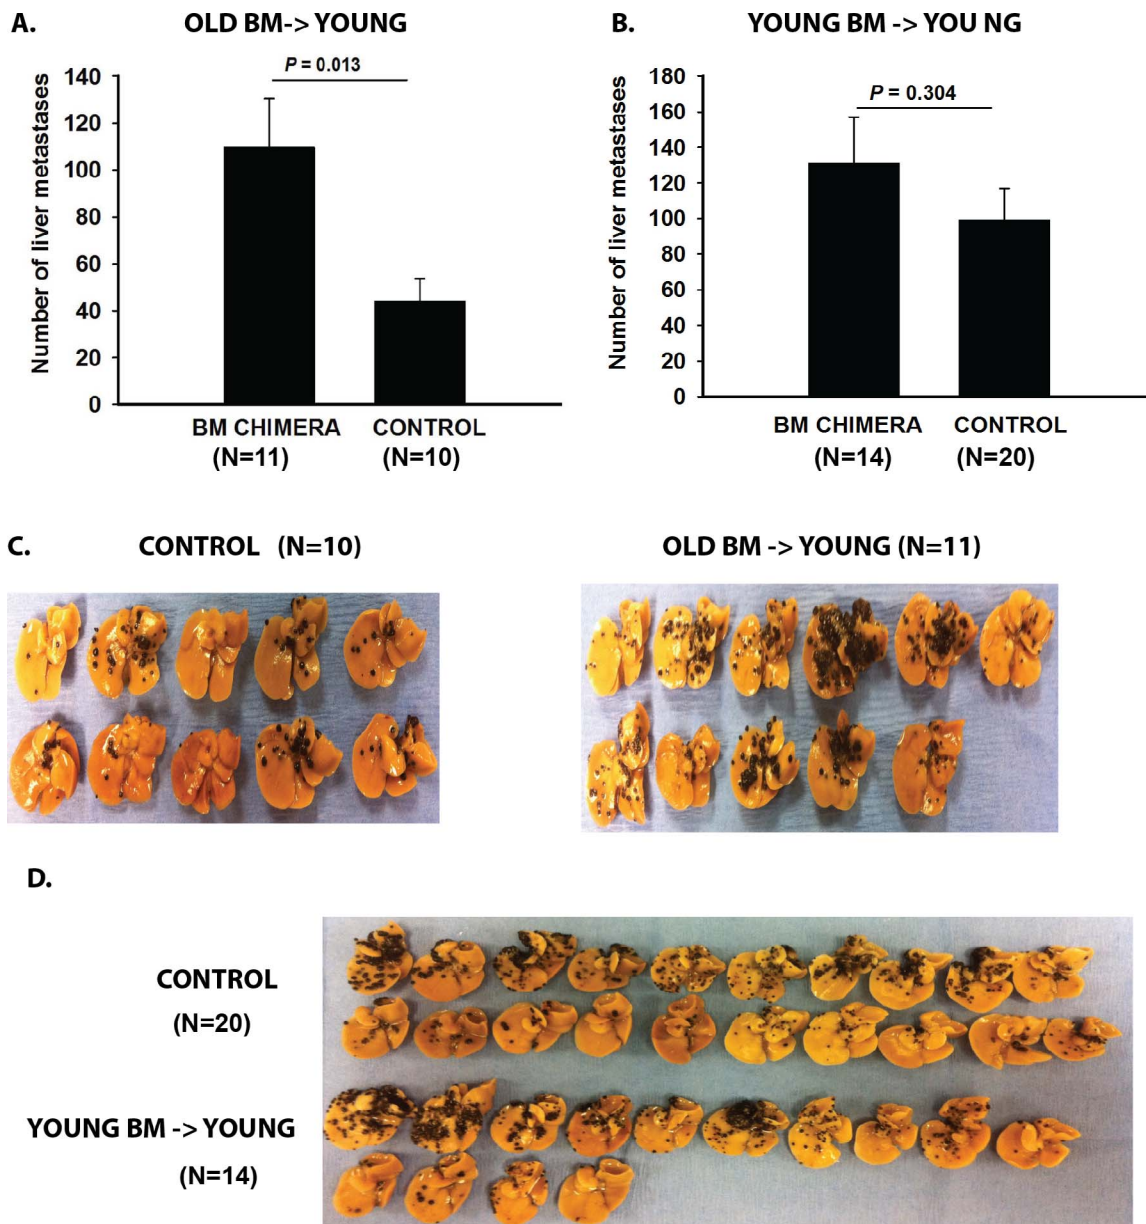 A. OLD BM-> YOUNG
P = 0.013
Number of liver metastases
140
120
100
80
60
40
20
0
BM CHIMERA CONTROL
(N=11) (N=10)
B. YOUNG BM -> YOU NG
P = 0.304
Number of liver metastases
180
160
140
120
100
80
60
40
20
0
BM CHIMERA CONTROL
(N=14) (N=20)
C. CONTROL (N=10) OLD BM -> YOUNG (N=11)
D.
CONTROL
(N=20)
YOUNG BM -> YOUNG
(N=14)